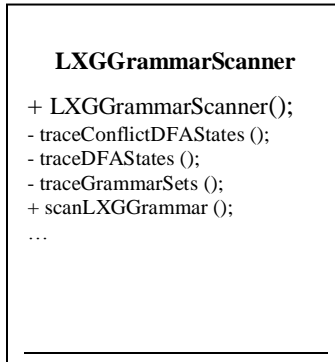 LXGGrammarScanner
+ LXGGrammarScanner();
- traceConflictDFAStates ();
- traceDFAStates ();
- traceGrammarSets ();
+ scanLXGGrammar ();
…